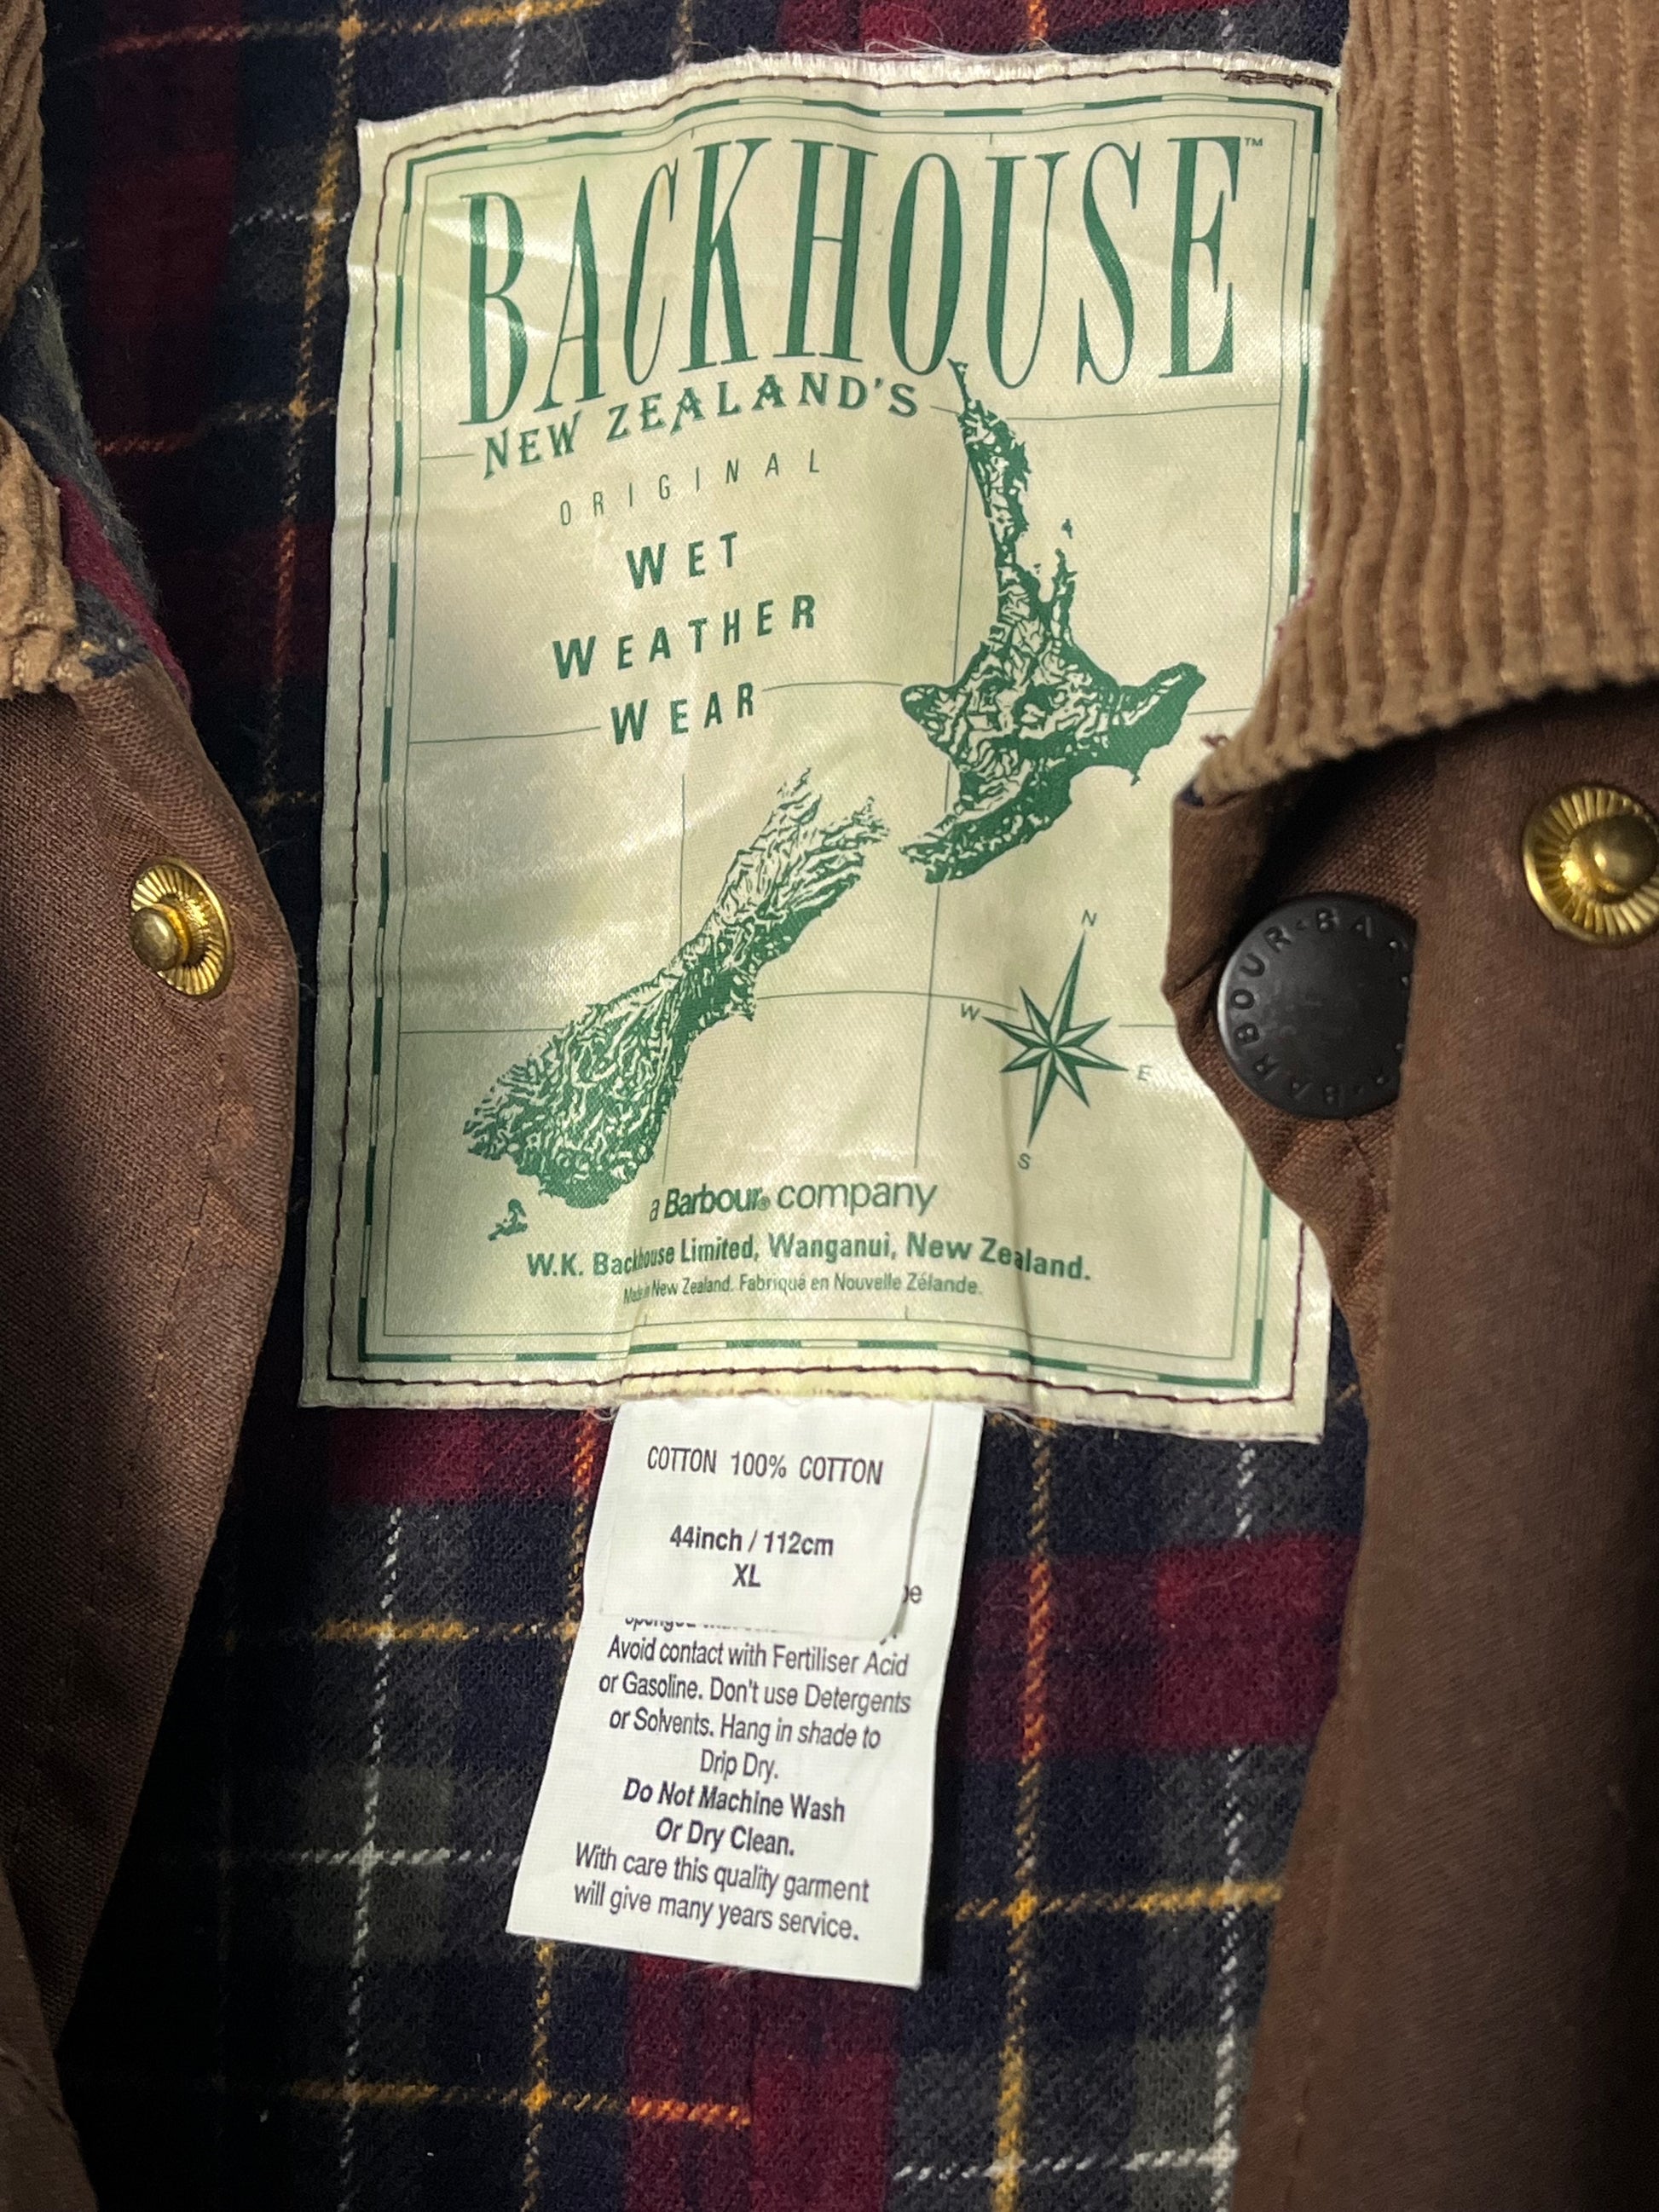 BACKHOUSE™
NEW ZEALAND'S
ORIGINAL
WET
WEATHER
WEAR
N
W
E
S
a Barbour® company
W.K. Backhouse Limited, Wanganui, New Zealand.
Made in New Zealand. Fabriqué en Nouvelle Zélande.
BARBOUR·BA
COTTON 100% COTTON
44inch / 112cm
XL
Avoid contact with Fertiliser Acid
or Gasoline. Don't use Detergents
or Solvents. Hang in shade to
Drip Dry.
Do Not Machine Wash
Or Dry Clean.
With care this quality garment
will give many years service.